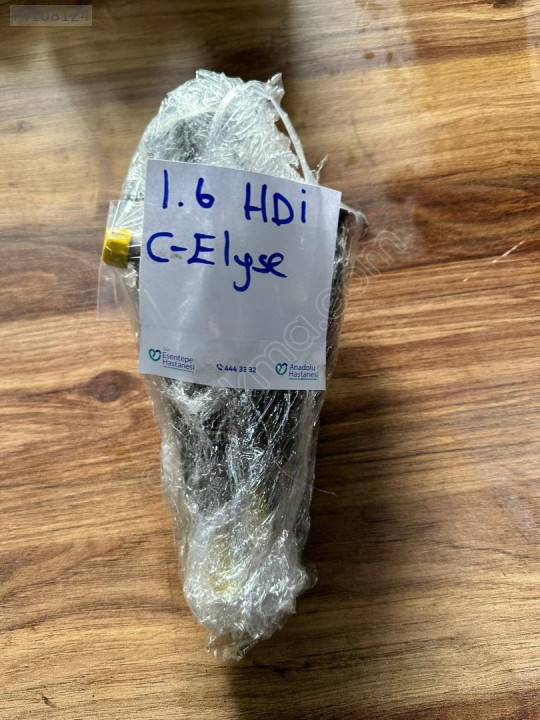 1.6 HDi
C-Elyse
Esentepe
Hastanesi
444 33 32
Anadolu
Hastanesi